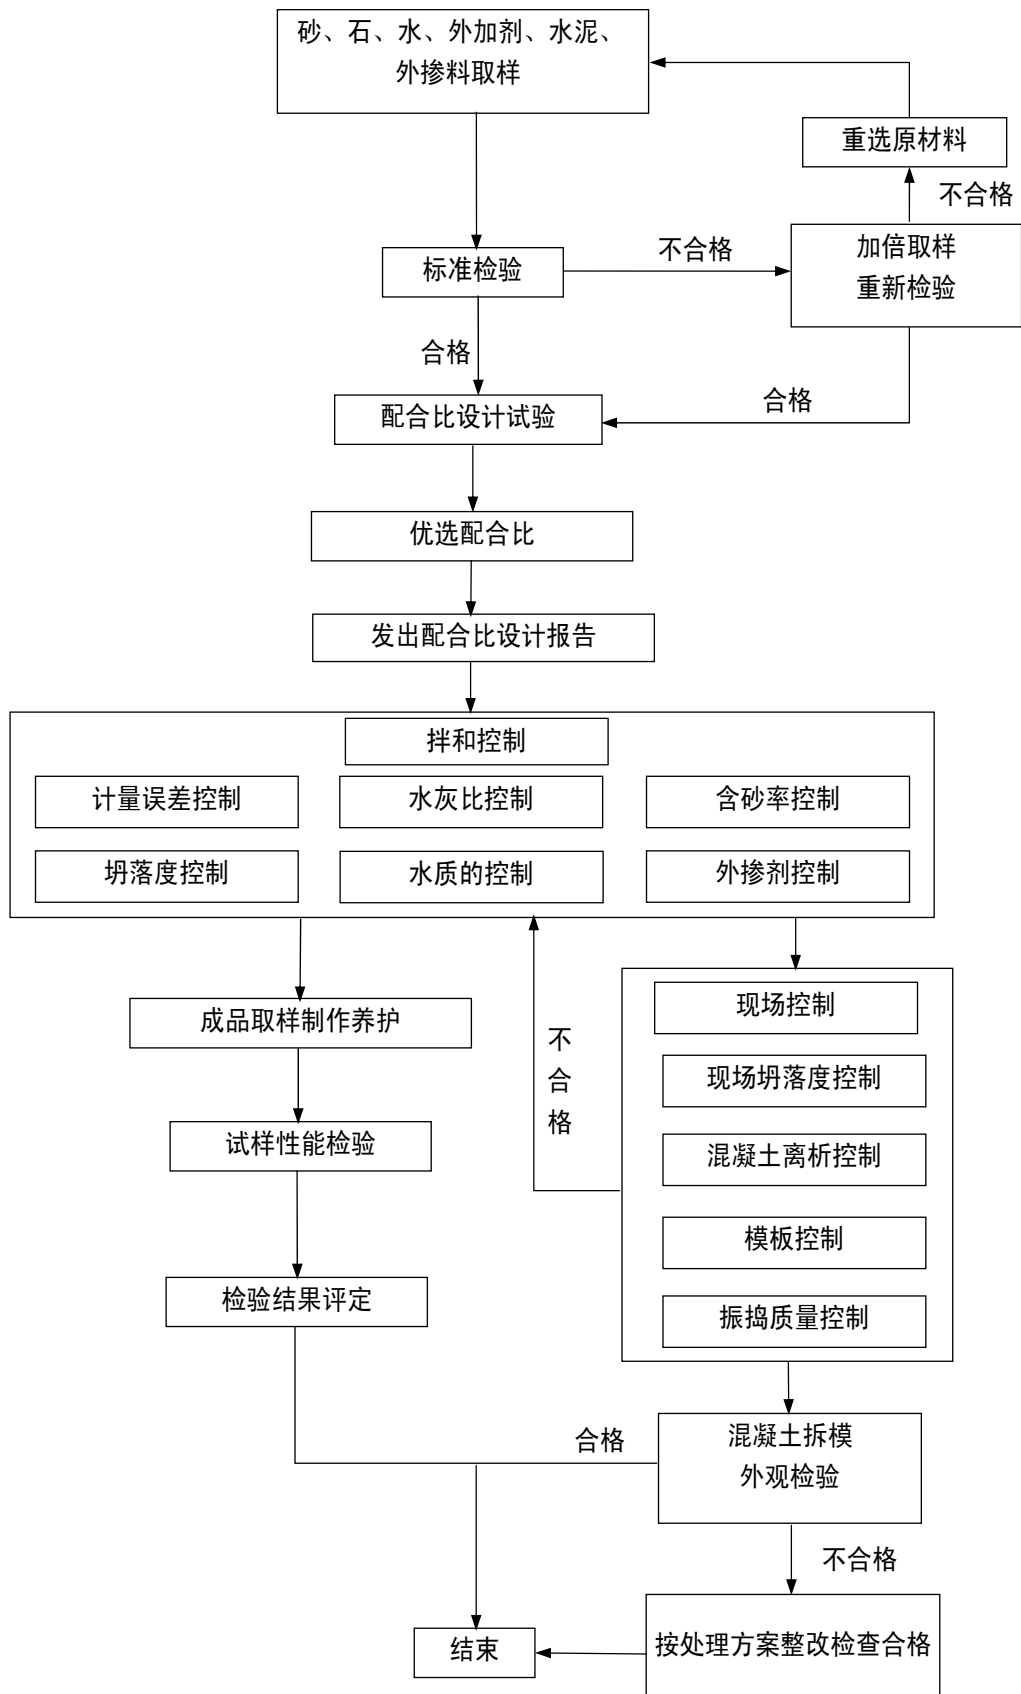 砂、石、水、外加剂、水泥、
外掺料取样
重选原材料
不合格
不合格
加倍取样
重新检验
标准检验
合格
合格
配合比设计试验
优选配合比
发出配合比设计报告
拌和控制
计量误差控制
水灰比控制
含砂率控制
坍落度控制
水质的控制
外掺剂控制
现场控制
成品取样制作养护
不
合
格
现场坍落度控制
试样性能检验
混凝土离析控制
模板控制
检验结果评定
振捣质量控制
合格
混凝土拆模
外观检验
不合格
按处理方案整改检查合格
结束